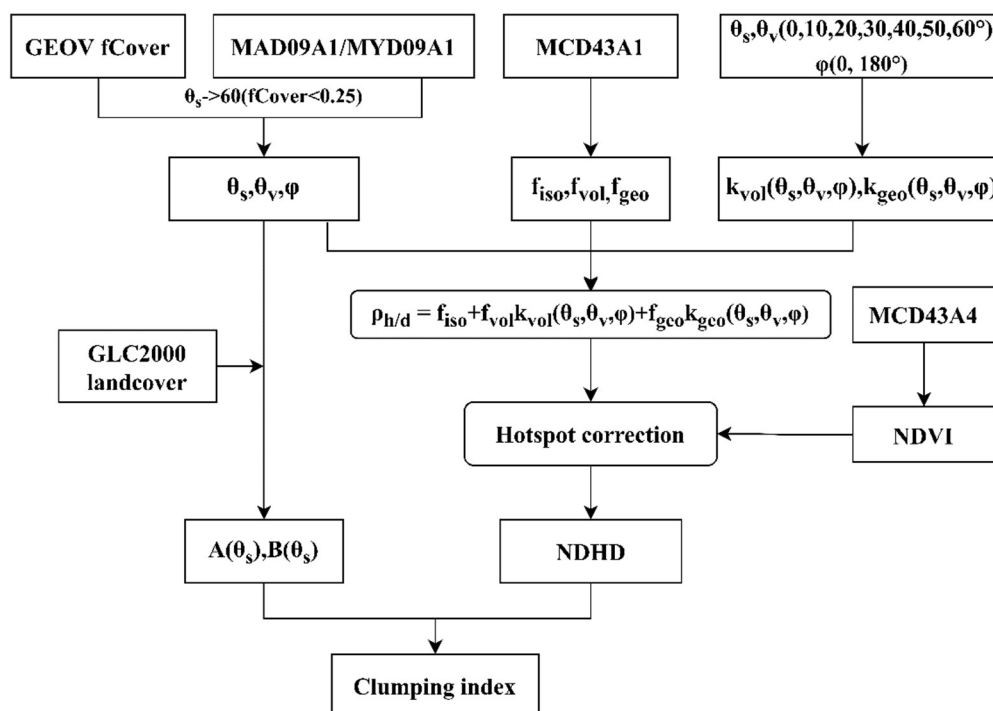 GEOV fCover
MAD09A1/MYD09A1
MCD43A1
θs,θv(0,10,20,30,40,50,60°)
φ(0, 180°)
θs->60(fCover<0.25)
θs,θv,φ
fiso,fvol,fgeo
kvol(θs,θv,φ),kgeo(θs,θv,φ)
ρh/d = fiso+fvolkvol(θs,θv,φ)+fgeokgeo(θs,θv,φ)
MCD43A4
GLC2000
landcover
Hotspot correction
NDVI
A(θs),B(θs)
NDHD
Clumping index